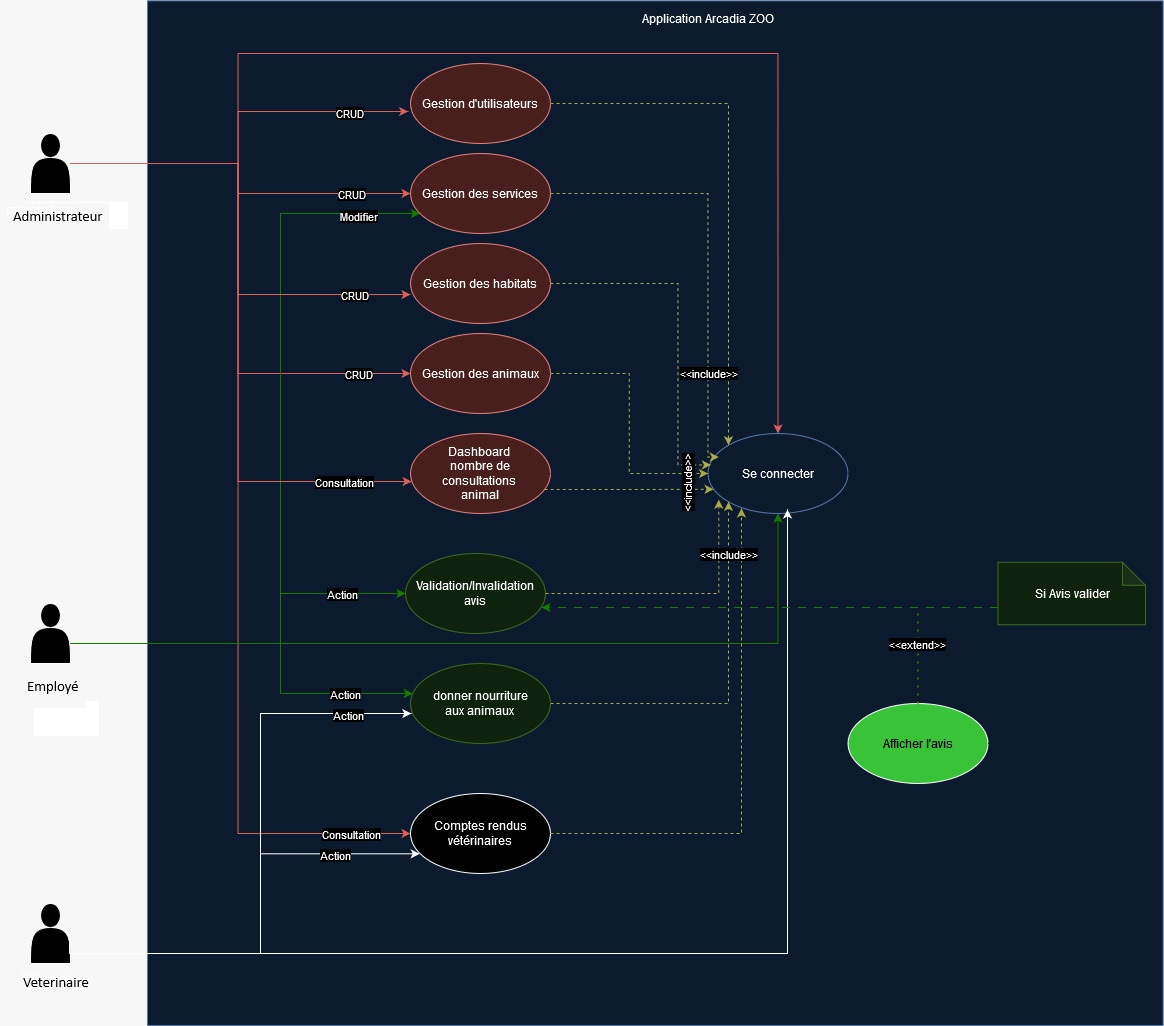 Application Arcadia ZOO
Gestion d'utilisateurs
CRUD
Administrateur
Gestion des services
CRUD
Modifier
Gestion des habitats
CRUD
Gestion des animaux
CRUD
<<include>>
Dashboard
nombre de
consultations
animal
Consultation
<<include>>
Se connecter
<<include>>
Validation/Invalidation
avis
Action
Si Avis valider
<<extend>>
Employé
donner nourriture
aux animaux
Action
Action
Afficher l'avis
Comptes rendus
vétérinaires
Consultation
Action
Veterinaire